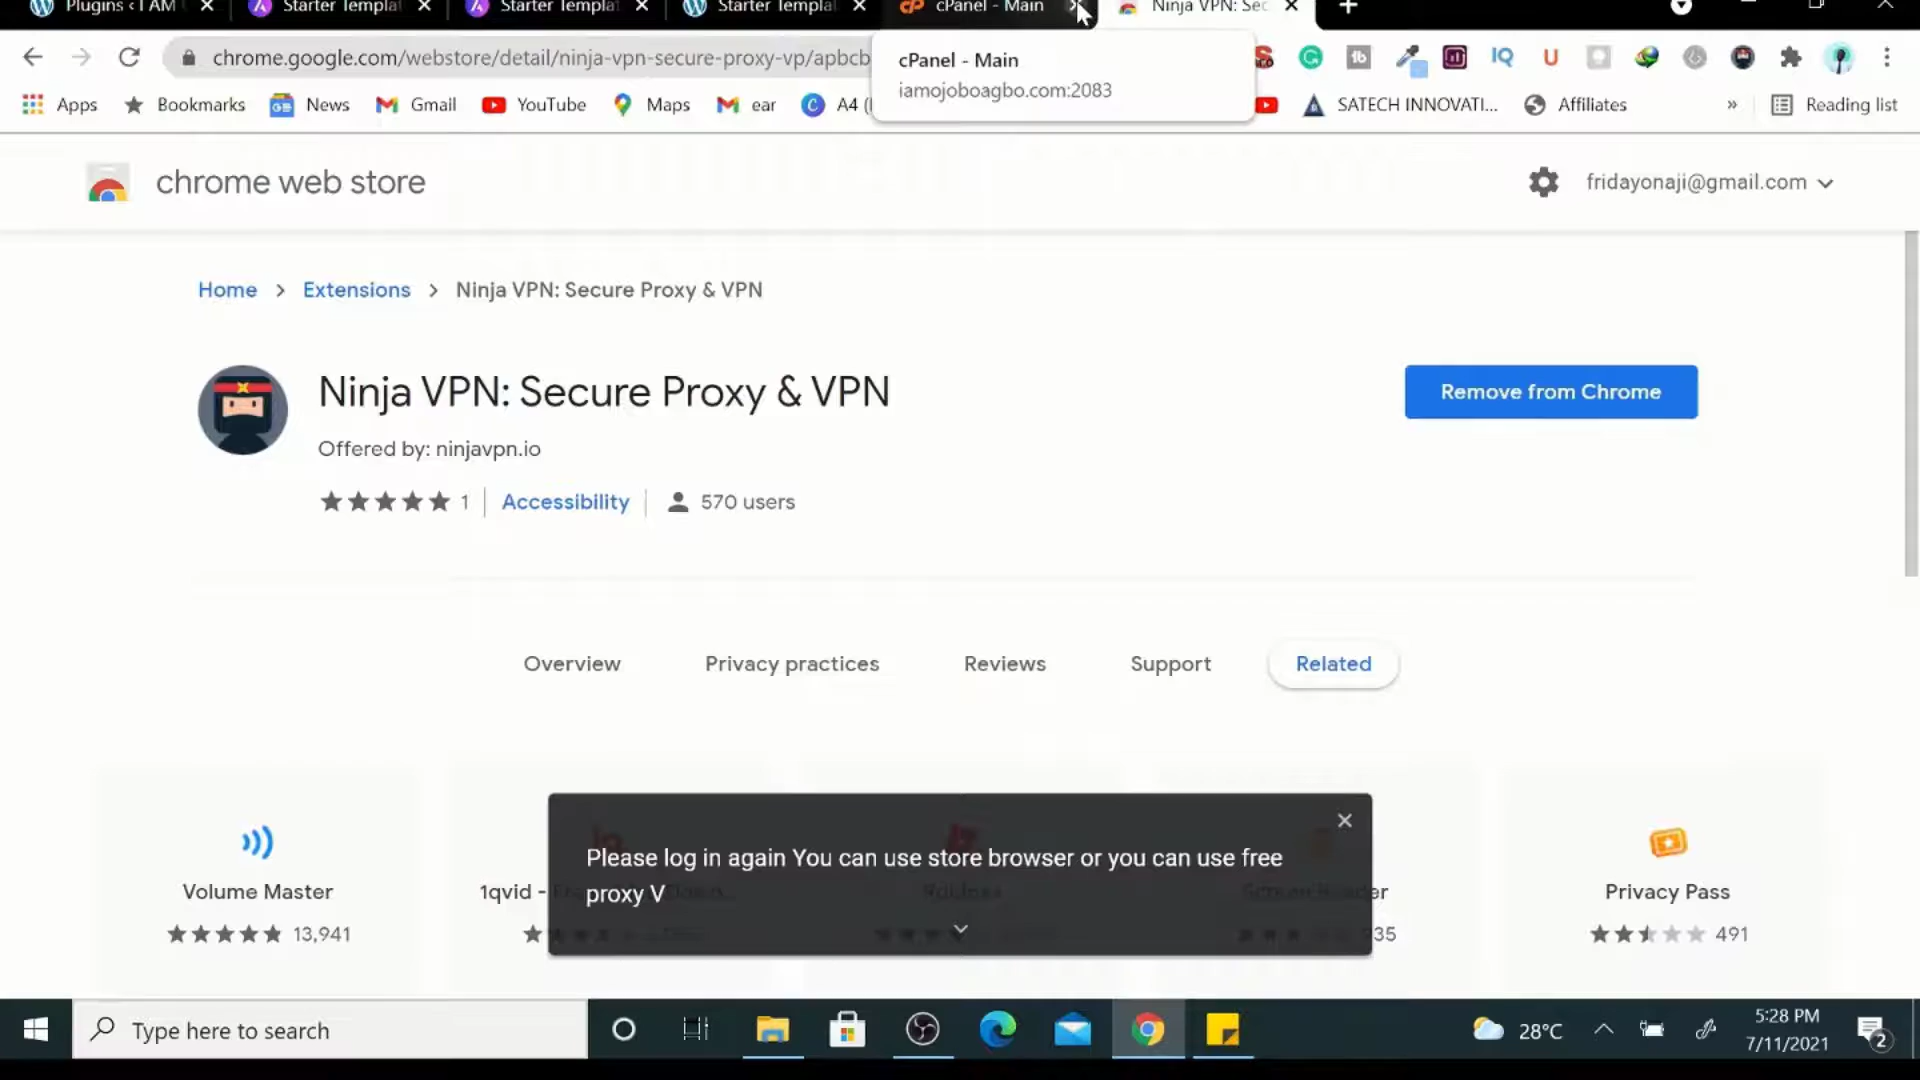 Plugins ‹ I AM
Starter Templat
Starter Templat
Starter Templat
cPanel - Main
Ninja VPN: Sec
chrome.google.com/webstore/detail/ninja-vpn-secure-proxy-vp/apbcb
cPanel - Main
iamojoboagbo.com:2083
Apps
Bookmarks
News
Gmail
YouTube
Maps
ear
A4 (
SATECH INNOVATI...
Affiliates
»
Reading list
chrome web store
fridayonaji@gmail.com
Home > Extensions > Ninja VPN: Secure Proxy & VPN
Ninja VPN: Secure Proxy & VPN
Remove from Chrome
Offered by: ninjavpn.io
1
Accessibility
570 users
Overview
Privacy practices
Reviews
Support
Related
Volume Master
13,941
1qvid -
Please log in again You can use store browser or you can use free
proxy V
35
Privacy Pass
491
Type here to search
28°C
5:28 PM
7/11/2021
2